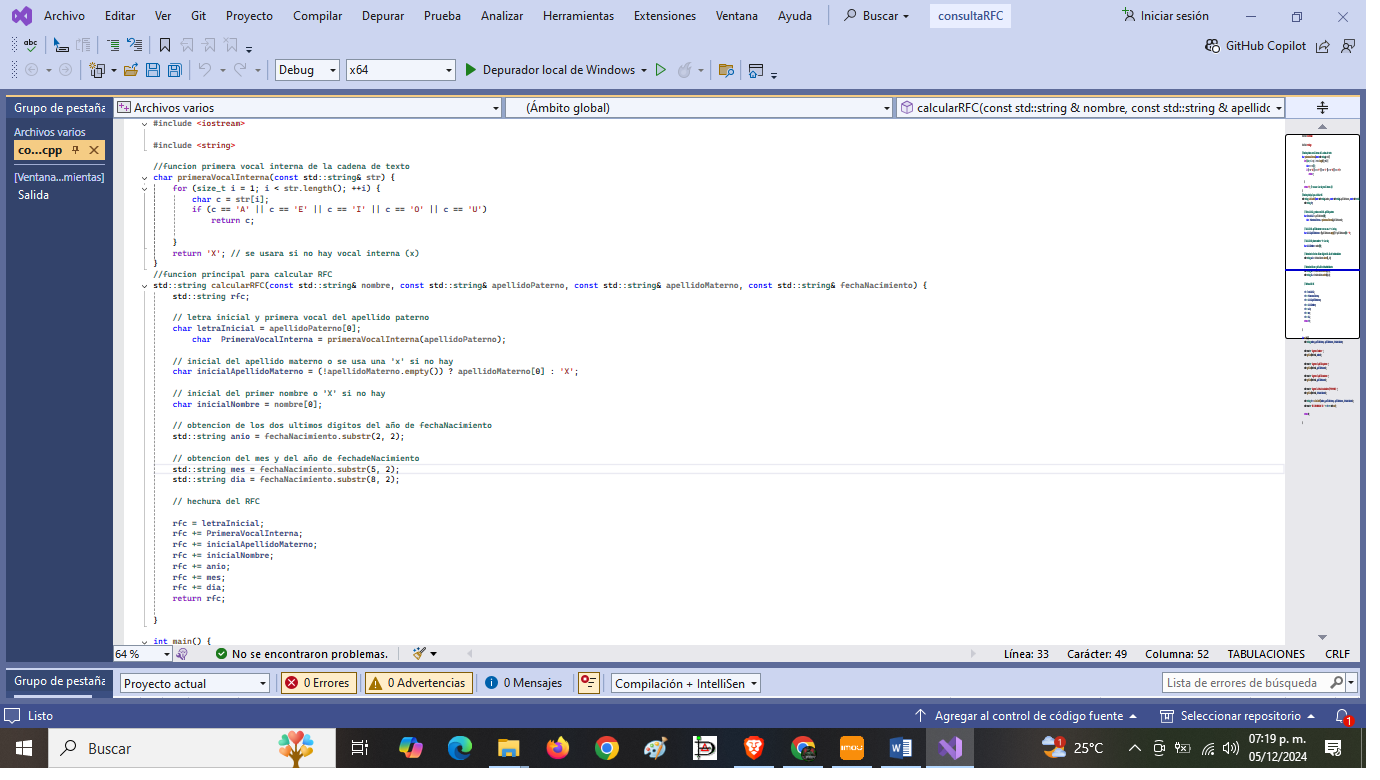 Archivo Editar Ver Git Proyecto Compilar Depurar Prueba Analizar Herramientas Extensiones Ventana Ayuda Buscar consultaRFC Iniciar sesión
abc GitHub Copilot
Debug x64 Depurador local de Windows
Grupo de pestaña Archivos varios (Ámbito global) calcularRFC(const std::string & nombre, const std::string & apellido
Archivos varios
co...cpp
[Ventana...mientas]
Salida
#include <iostream>
#include <string>
//funcion primera vocal interna de la cadena de texto
char primeraVocalInterna(const std::string& str) {
for (size_t i = 1; i < str.length(); ++i) {
char c = str[i];
if (c == 'A' || c == 'E' || c == 'I' || c == 'O' || c == 'U')
return c;
}
return 'X'; // se usara si no hay vocal interna (x)
}
//funcion principal para calcular RFC
std::string calcularRFC(const std::string& nombre, const std::string& apellidoPaterno, const std::string& apellidoMaterno, const std::string& fechaNacimiento) {
std::string rfc;
// letra inicial y primera vocal del apellido paterno
char letraInicial = apellidoPaterno[0];
char  PrimeraVocalInterna = primeraVocalInterna(apellidoPaterno);
// inicial del apellido materno o se usa una 'x' si no hay
char inicialApellidoMaterno = (!apellidoMaterno.empty()) ? apellidoMaterno[0] : 'X';
// inicial del primer nombre o 'X' si no hay
char inicialNombre = nombre[0];
// obtencion de los dos ultimos digitos del año de fechaNacimiento
std::string anio = fechaNacimiento.substr(2, 2);
// obtencion del mes y del año de fechadeNacimiento
std::string mes = fechaNacimiento.substr(5, 2);
std::string dia = fechaNacimiento.substr(8, 2);
// hechura del RFC
rfc = letraInicial;
rfc += PrimeraVocalInterna;
rfc += inicialApellidoMaterno;
rfc += inicialNombre;
rfc += anio;
rfc += mes;
rfc += dia;
return rfc;
}
int main() {
64 % No se encontraron problemas. Línea: 33 Carácter: 49 Columna: 52 TABULACIONES CRLF
Grupo de pestaña Proyecto actual 0 Errores 0 Advertencias 0 Mensajes Compilación + IntelliSen Lista de errores de búsqueda
Listo Agregar al control de código fuente Seleccionar repositorio 1
Buscar imou 1 25°C 07:19 p. m.
05/12/2024